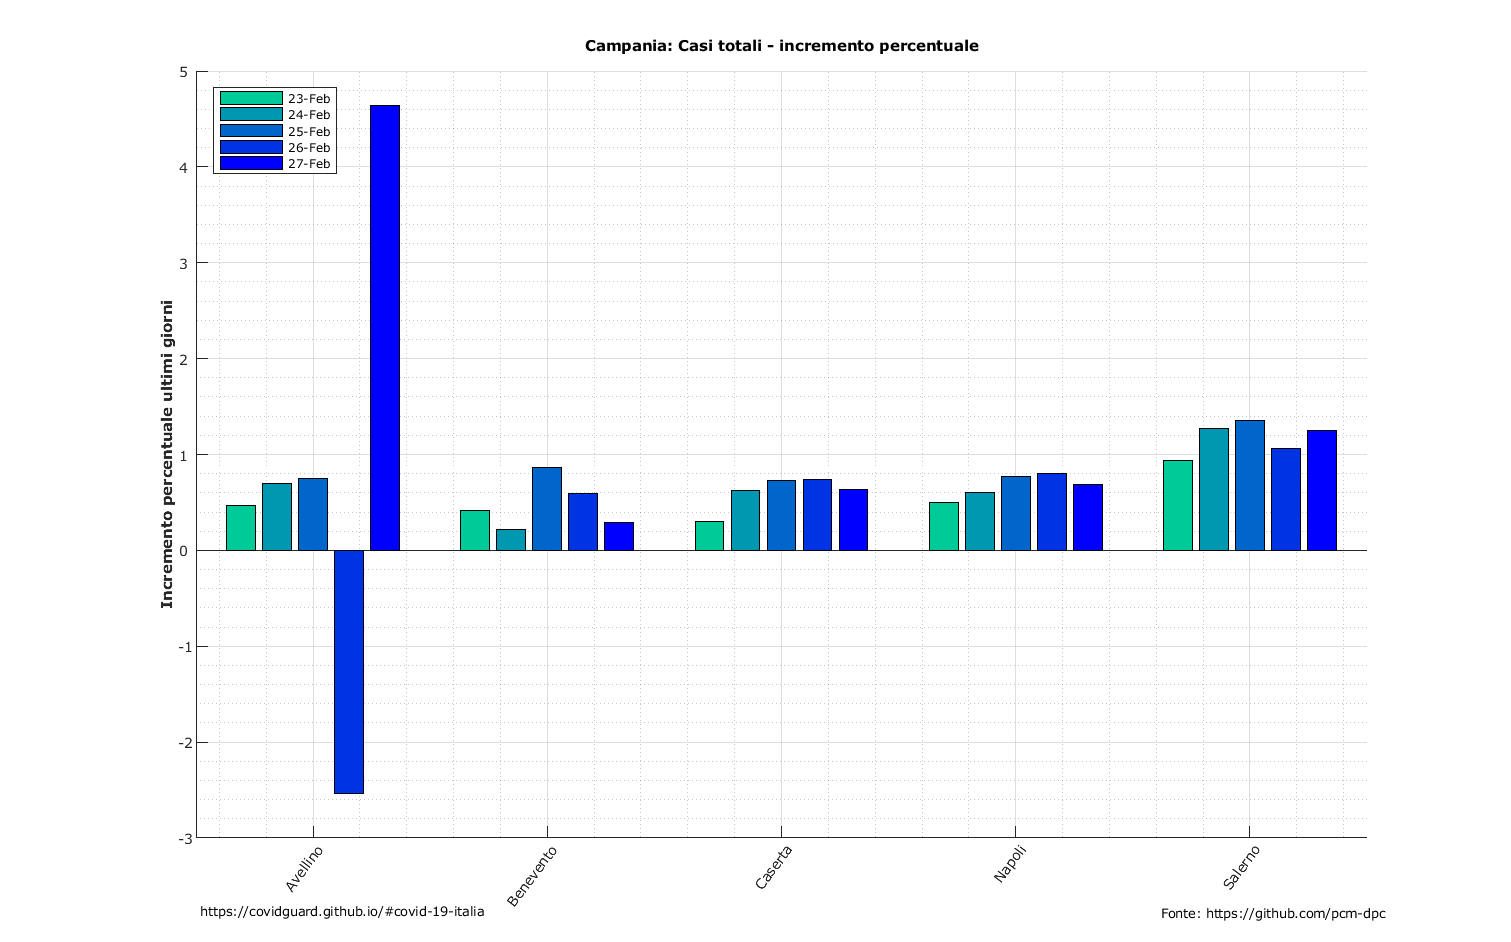 Campania: Casi totali - incremento percentuale
5
4
3
2
1
0
-1
-2
-3
Incremento percentuale ultimi giorni
23-Feb
24-Feb
25-Feb
26-Feb
27-Feb
Avellino
Benevento
Caserta
Napoli
Salerno
https://covidguard.github.io/#covid-19-italia
Fonte: https://github.com/pcm-dpc